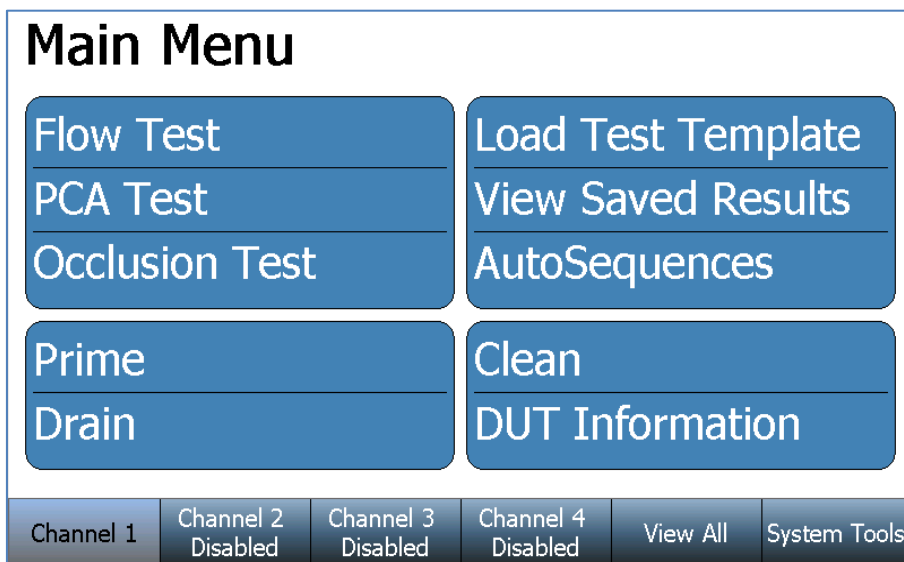 Main Menu
Flow Test
PCA Test
Occlusion Test
Load Test Template
View Saved Results
AutoSequences
Prime
Drain
Clean
DUT Information
Channel 1
Channel 2
Disabled
Channel 3
Disabled
Channel 4
Disabled
View All
System Tools